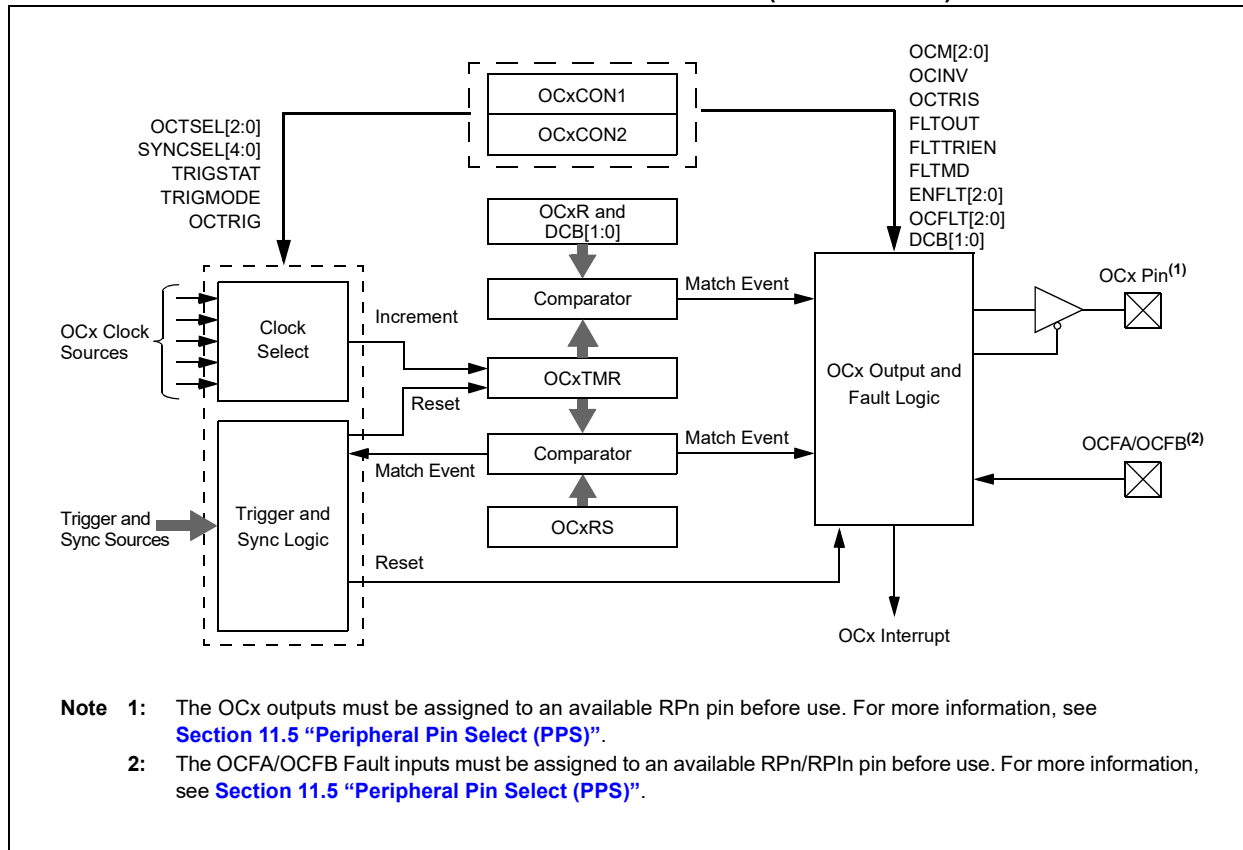 OCxCON1
OCxCON2
OCM[2:0]
OCINV
OCTRIS
FLTOUT
FLTTRIEN
FLTMD
ENFLT[2:0]
OCFLT[2:0]
DCB[1:0]
OCTSEL[2:0]
SYNCSEL[4:0]
TRIGSTAT
TRIGMODE
OCTRIG
OCxR and
DCB[1:0]
Comparator
Match Event
OCx Pin(1)
OCx Clock
Sources
Clock
Select
Increment
OCxTMR
Reset
OCx Output and
Fault Logic
Comparator
Match Event
Match Event
OCFA/OCFB(2)
Trigger and
Sync Sources
Trigger and
Sync Logic
OCxRS
Reset
OCx Interrupt
Note 1: The OCx outputs must be assigned to an available RPn pin before use. For more information, see
Section 11.5 “Peripheral Pin Select (PPS)”.
2: The OCFA/OCFB Fault inputs must be assigned to an available RPn/RPIn pin before use. For more information,
see Section 11.5 “Peripheral Pin Select (PPS)”.